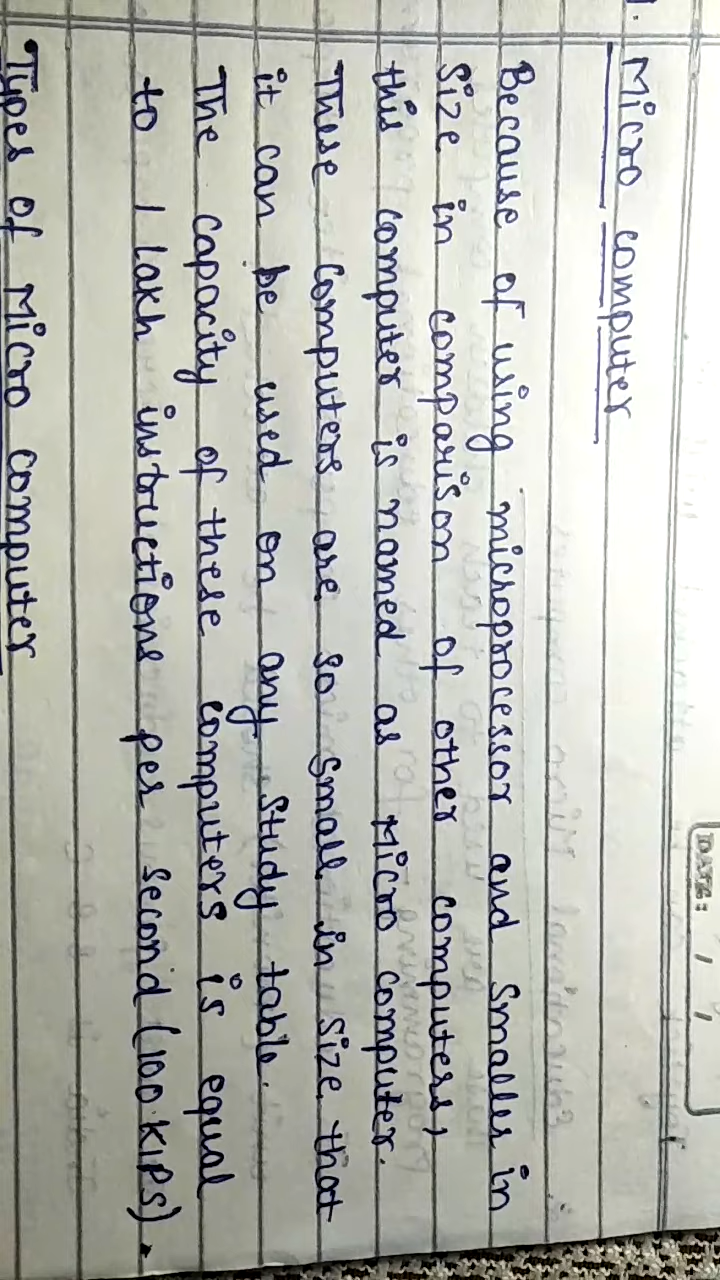 DATE: / /
1. Micro computer
Because of using microprocessor and smaller in
size in comparison of other computers,
this computer is named as Micro computer.
These computers are so small in size that
it can be used on any study table.
The capacity of these computers is equal
to 1 lakh instructions per second (100 KIPS).
• Types of Micro computer